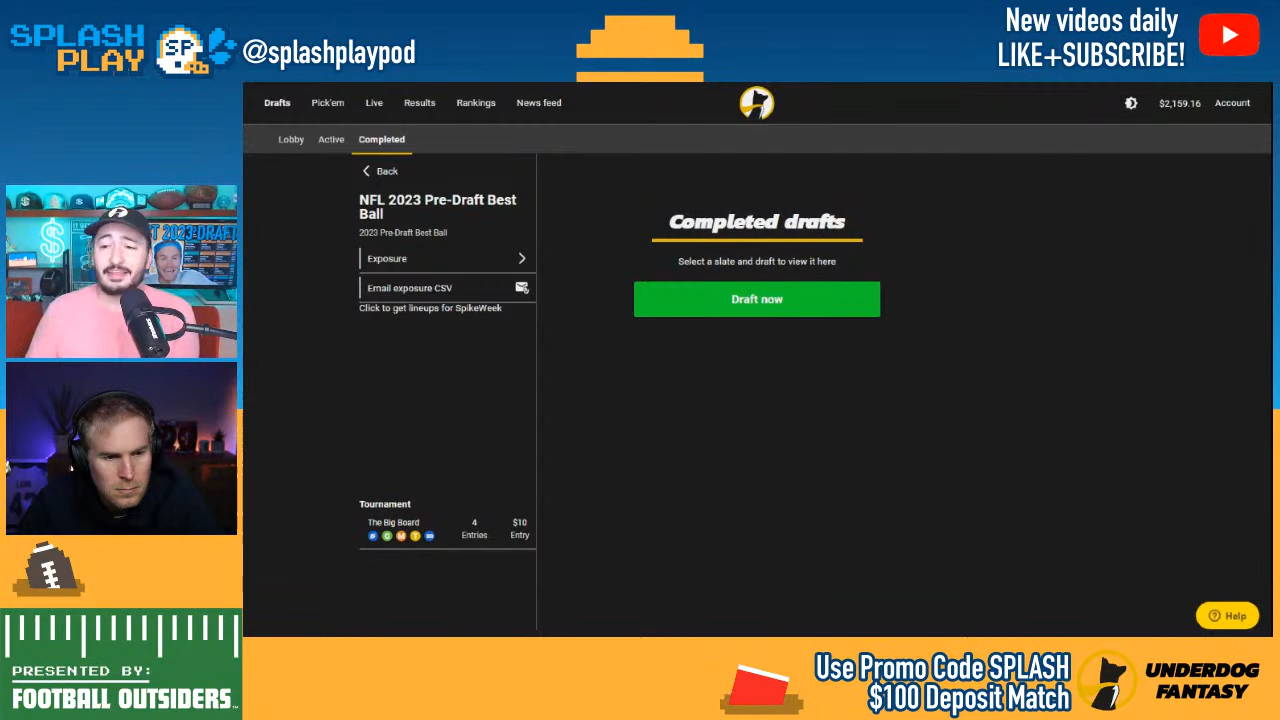 SPLASH
PLAY
SP
@splashplaypod
New videos daily
LIKE+SUBSCRIBE!
Drafts
Pick'em
Live
Results
Rankings
News feed
$2,159.16
Account
Lobby
Active
Completed
Back
NFL 2023 Pre-Draft Best
Ball
2023 Pre-Draft Best Ball
Exposure
Email exposure CSV
Click to get lineups for SpikeWeek
Completed drafts
Select a slate and draft to view it here
Draft now
Tournament
The Big Board
4
$10
Entries
Entry
Help
PRESENTED BY:
FOOTBALL OUTSIDERS
Use Promo Code SPLASH
$100 Deposit Match
UNDERDOG
FANTASY